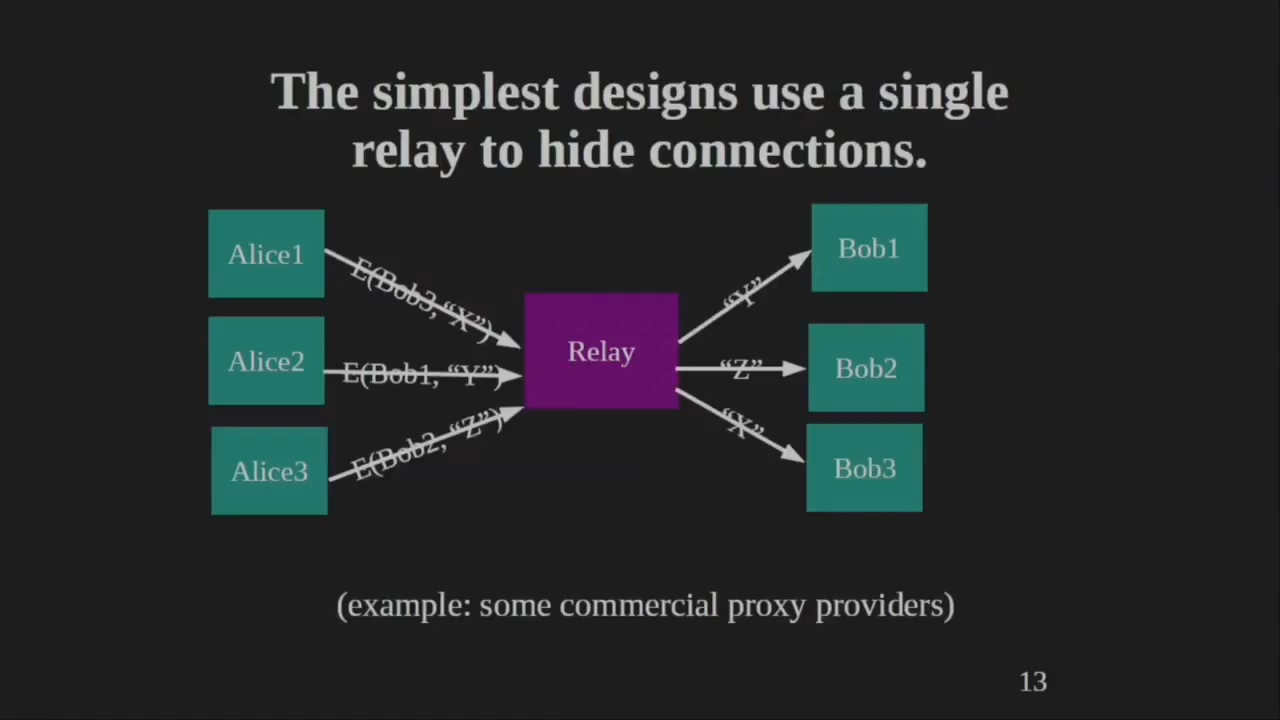 The simplest designs use a single
relay to hide connections.
Alice1
E(Bob3, “X”)
Alice2
E(Bob1, “Y”)
Alice3
E(Bob2, “Z”)
Relay
“Y”
Bob1
“Z”
Bob2
“X”
Bob3
(example: some commercial proxy providers)
13